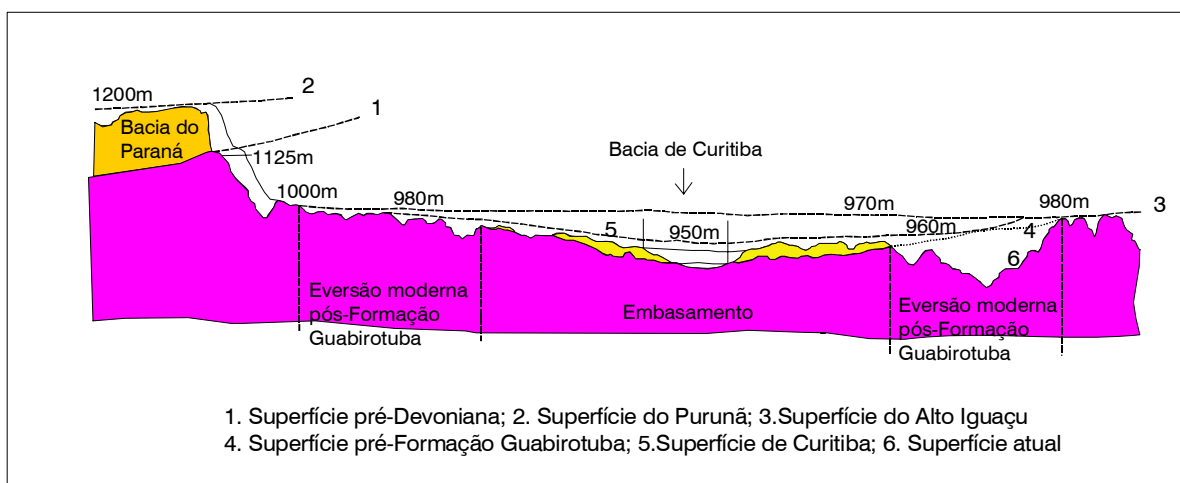 1200m
2
1
Bacia do
Paraná
1125m
Bacia de Curitiba
1000m
980m
5
950m
970m
960m
980m
4
3
6
Eversão moderna
pós-Formação
Guabirotuba
Embasamento
Eversão moderna
pós-Formação
Guabirotuba
1. Superfície pré-Devoniana; 2. Superfície do Purunã; 3.Superfície do Alto Iguaçu
4. Superfície pré-Formação Guabirotuba; 5.Superfície de Curitiba; 6. Superfície atual